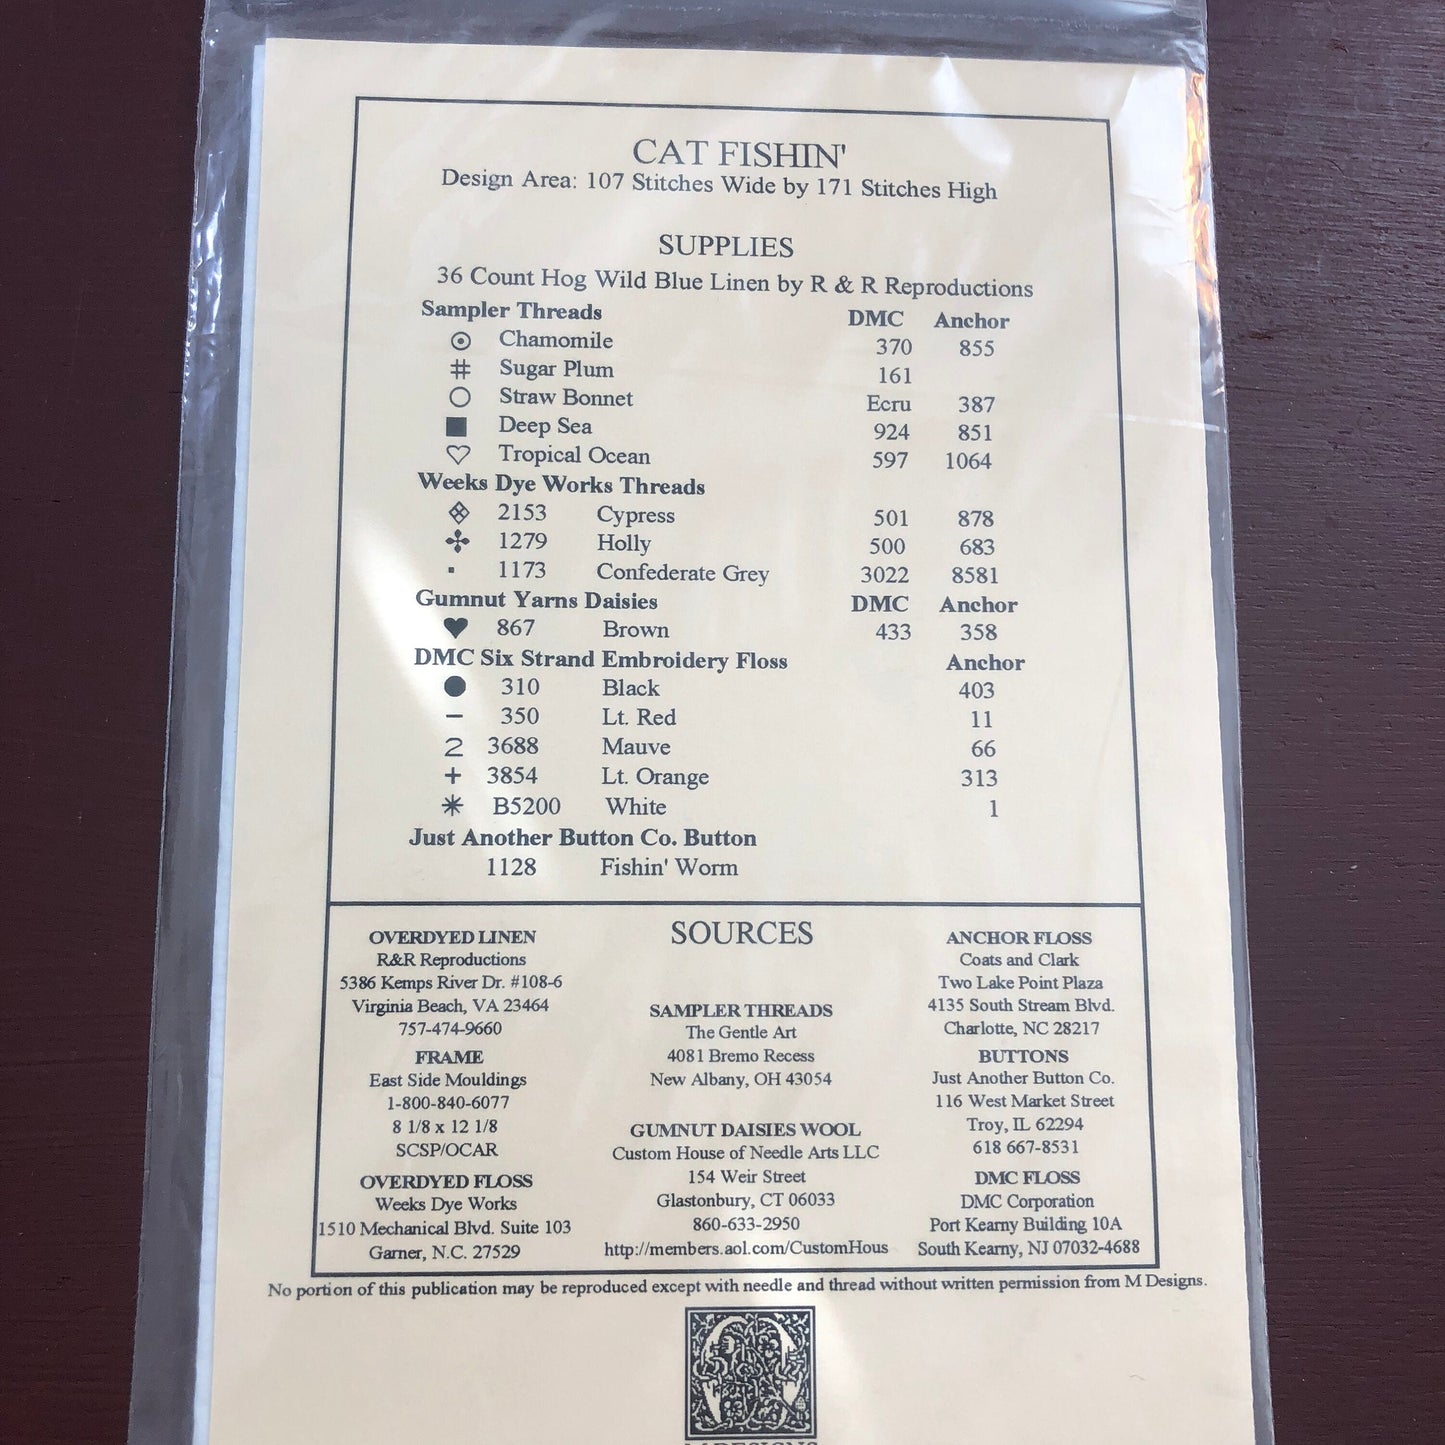 CAT FISHIN'
Design Area: 107 Stitches Wide by 171 Stitches High
SUPPLIES
36 Count Hog Wild Blue Linen by R & R Reproductions
Sampler Threads DMC Anchor
Chamomile 370 855
# Sugar Plum 161
Straw Bonnet Ecru 387
Deep Sea 924 851
Tropical Ocean 597 1064
Weeks Dye Works Threads
2153 Cypress 501 878
1279 Holly 500 683
1173 Confederate Grey 3022 8581
Gumnut Yarns Daisies DMC Anchor
867 Brown 433 358
DMC Six Strand Embroidery Floss Anchor
310 Black 403
– 350 Lt. Red 11
2 3688 Mauve 66
+ 3854 Lt. Orange 313
* B5200 White 1
Just Another Button Co. Button
1128 Fishin' Worm
SOURCES
OVERDYED LINEN
R&R Reproductions
5386 Kemps River Dr. #108-6
Virginia Beach, VA 23464
757-474-9660
FRAME
East Side Mouldings
1-800-840-6077
8 1/8 x 12 1/8
SCSP/OCAR
OVERDYED FLOSS
Weeks Dye Works
1510 Mechanical Blvd. Suite 103
Garner, N.C. 27529
SAMPLER THREADS
The Gentle Art
4081 Bremo Recess
New Albany, OH 43054
GUMNUT DAISIES WOOL
Custom House of Needle Arts LLC
154 Weir Street
Glastonbury, CT 06033
860-633-2950
http://members.aol.com/CustomHous
ANCHOR FLOSS
Coats and Clark
Two Lake Point Plaza
4135 South Stream Blvd.
Charlotte, NC 28217
BUTTONS
Just Another Button Co.
116 West Market Street
Troy, IL 62294
618 667-8531
DMC FLOSS
DMC Corporation
Port Kearny Building 10A
South Kearny, NJ 07032-4688
No portion of this publication may be reproduced except with needle and thread without written permission from M Designs.